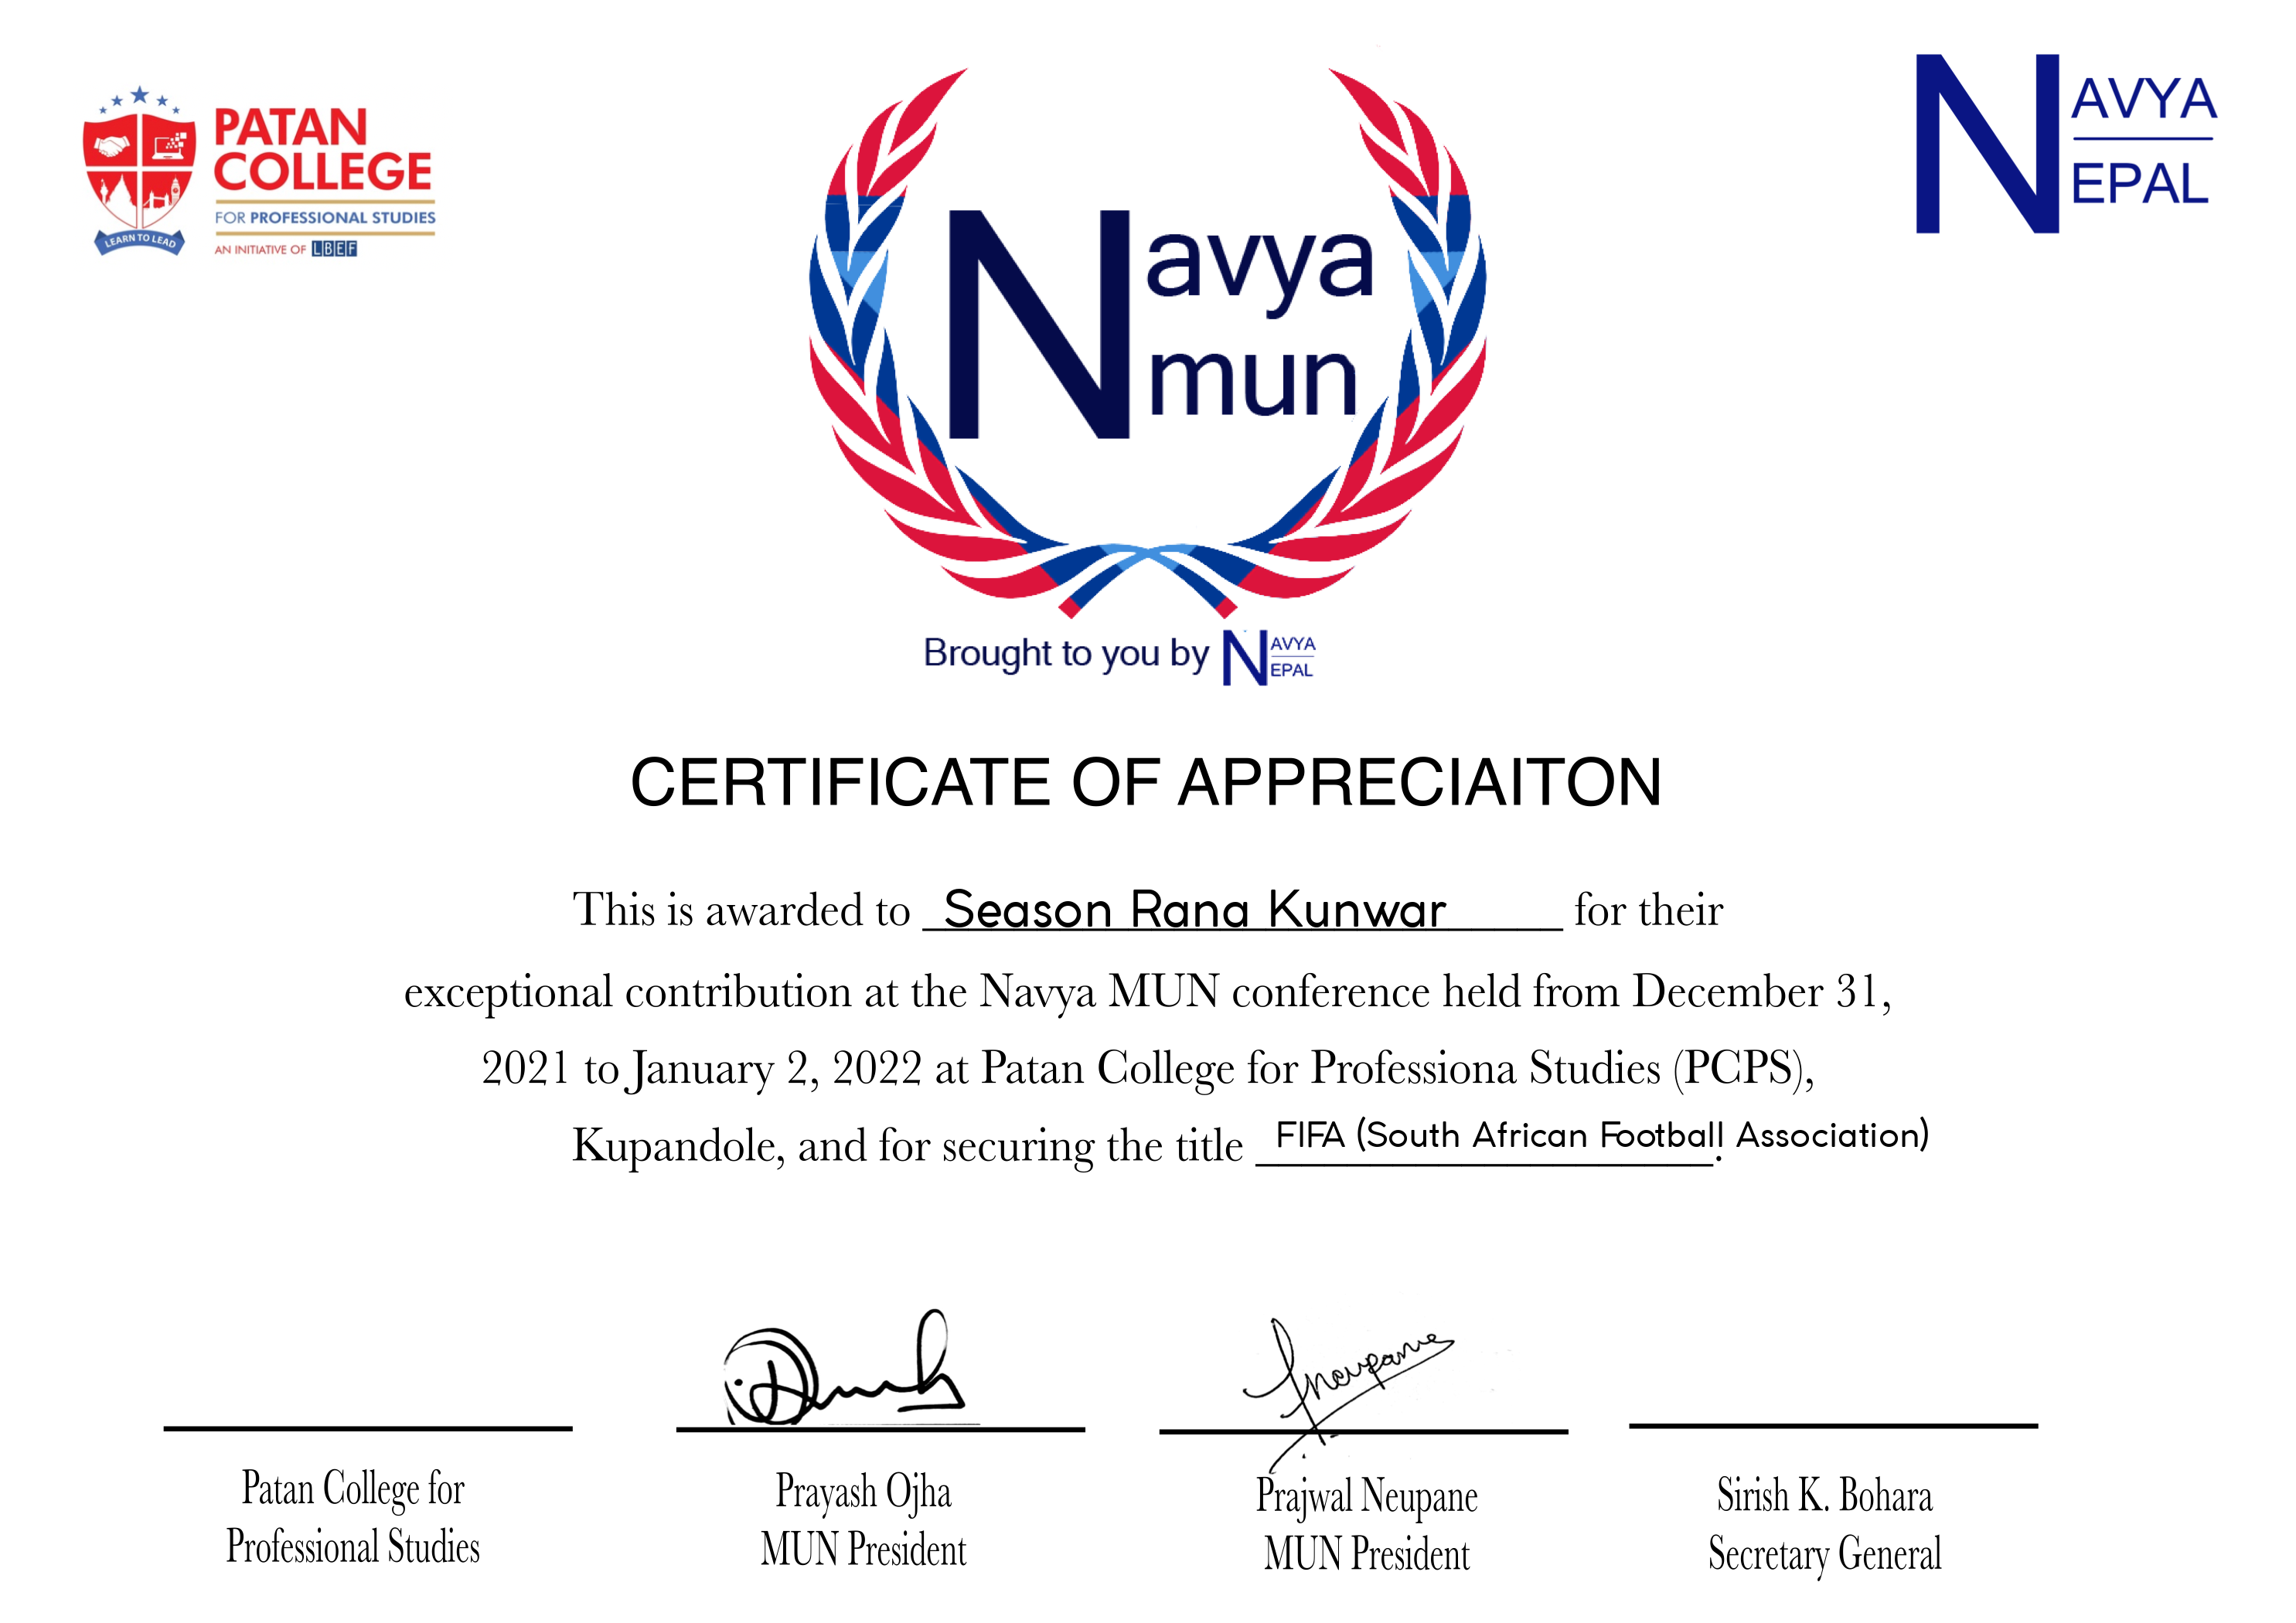 PATAN
COLLEGE
FOR PROFESSIONAL STUDIES
AN INITIATIVE OF LBEF
LEARN TO LEAD
Navya
mun
NAVYA
NEPAL
Brought to you by NAVYA NEPAL
CERTIFICATE OF APPRECIAITON
This is awarded to Season Rana Kunwar for their
exceptional contribution at the Navya MUN conference held from December 31,
2021 to January 2, 2022 at Patan College for Professiona Studies (PCPS),
Kupandole, and for securing the title FIFA (South African Football Association).
Neupane
Patan College for
Professional Studies
Prayash Ojha
MUN President
Prajwal Neupane
MUN President
Sirish K. Bohara
Secretary General